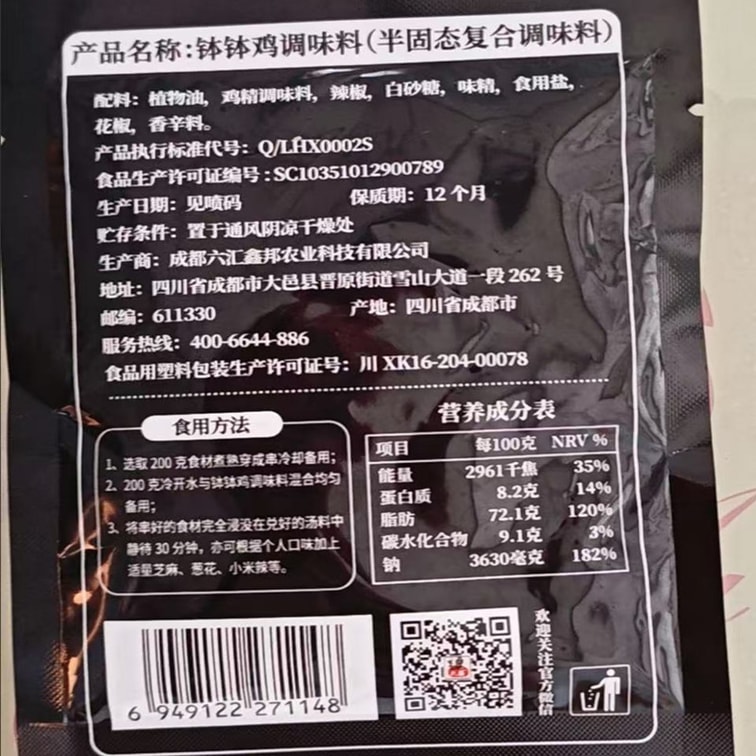 产品名称:钵钵鸡调味料(半固态复合调味料)
配料：植物油，鸡精调味料，辣椒，白砂糖，味精，食用盐，
花椒，香辛料。
产品执行标准代号：Q/LHX0002S
食品生产许可证编号:SC10351012900789
生产日期：见喷码 保质期：12个月
贮存条件：置于通风阴凉干燥处
生产商：成都六汇鑫邦农业科技有限公司
地址：四川省成都市大邑县晋原街道雪山大道一段262号
邮编：611330 产地：四川省成都市
服务热线：400-6644-886
食品用塑料包装生产许可证号：川XK16-204-00078
食用方法
1、选取200克食材煮熟穿成串冷却备用；
2、200克冷开水与钵钵鸡调味料混合均匀
备用；
3、将串好的食材完全浸没在兑好的汤料中
静待30分钟，亦可根据个人口味加上
适量芝麻、葱花、小米辣等。
营养成分表
项目 每100克 NRV %
能量 2961千焦 35%
蛋白质 8.2克 14%
脂肪 72.1克 120%
碳水化合物 9.1克 3%
钠 3630毫克 182%
6 949122 271148
欢迎关注官方微信